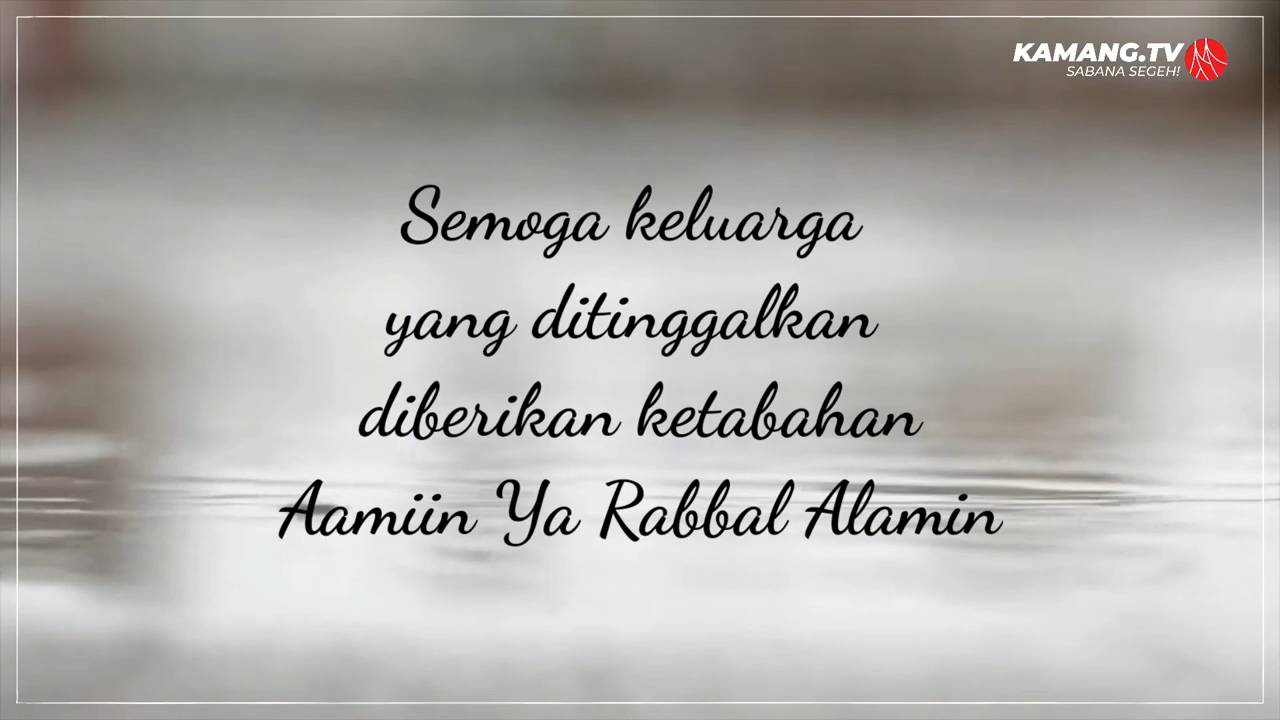 KAMANG.TV
SABANA SEGEH!
Semoga keluarga
yang ditinggalkan
diberikan ketabahan
Aamiin Ya Rabbal Alamin